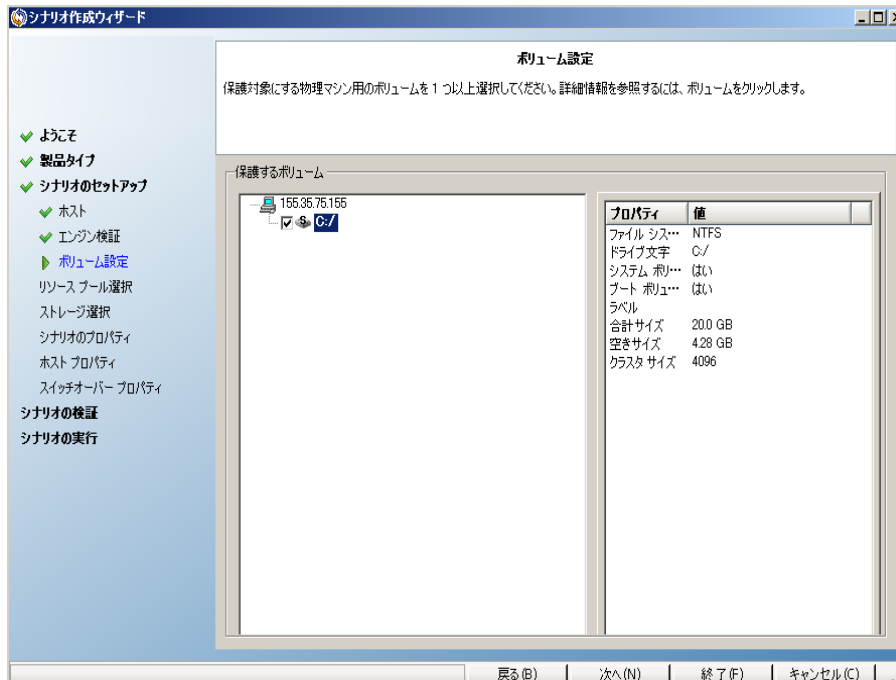 シナリオ作成ウィザード
ボリューム設定
保護対象にする物理マシン用のボリュームを 1 つ以上選択してください。詳細情報を参照するには、ボリュームをクリックします。
ようこそ
製品タイプ
シナリオのセットアップ
ホスト
エンジン検証
ボリューム設定
リソース プール選択
ストレージ選択
シナリオのプロパティ
ホスト プロパティ
スイッチオーバー プロパティ
シナリオの検証
シナリオの実行
保護するボリューム
155.35.75.155
C:/
プロパティ 値
ファイル シス… NTFS
ドライブ文字 C:/
システム ボリ… はい
ブート ボリュ… はい
ラベル
合計サイズ 20.0 GB
空きサイズ 4.28 GB
クラスタ サイズ 4096
戻る(B) 次へ(N) 終了(F) キャンセル(C)